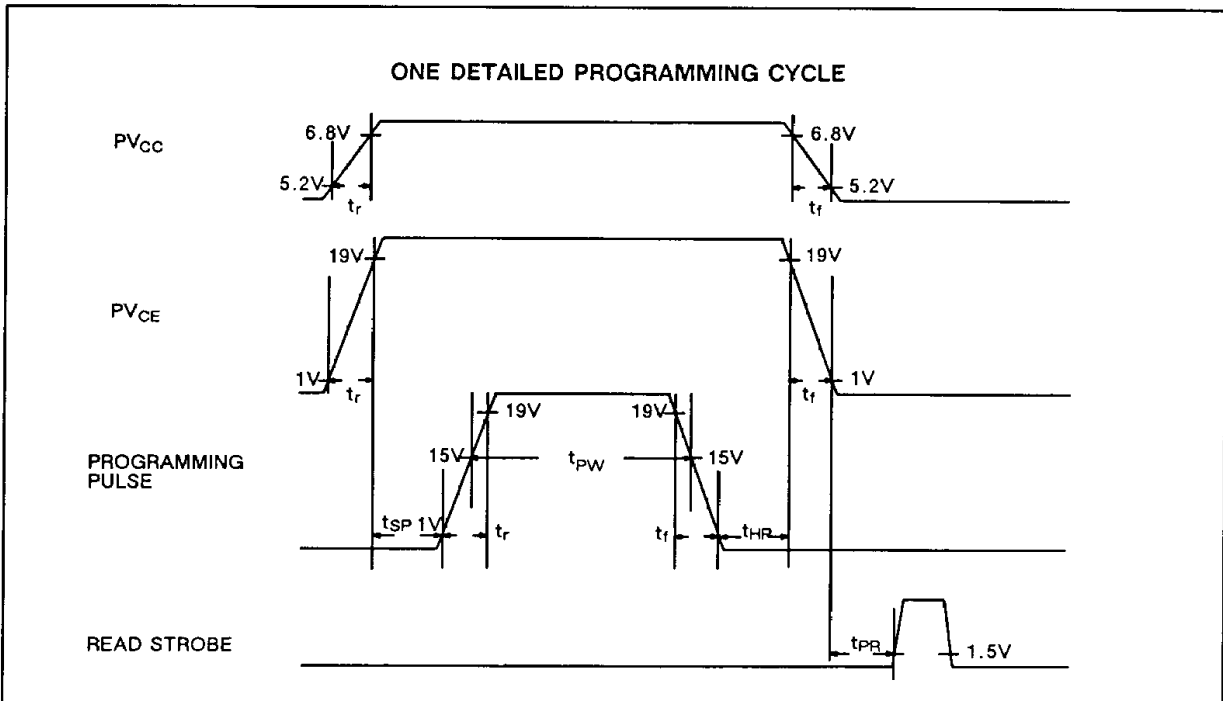 ONE DETAILED PROGRAMMING CYCLE
PVCC
6.8V
6.8V
5.2V
5.2V
tr
tf
PVCE
19V
19V
1V
1V
tr
tf
PROGRAMMING
PULSE
19V
19V
15V
tPW
15V
tSP
1V
tr
tf
tHP
READ STROBE
tPR
1.5V